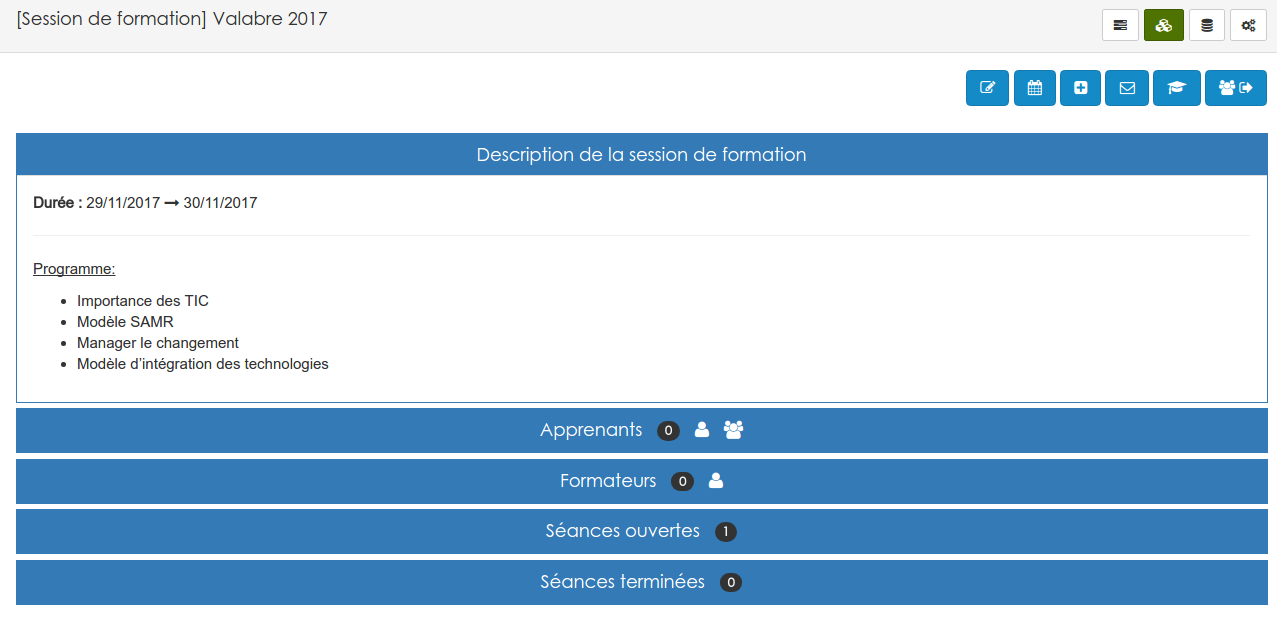 [Session de formation] Valabre 2017
Description de la session de formation
Durée : 29/11/2017 → 30/11/2017
Programme:
• Importance des TIC
• Modèle SAMR
• Manager le changement
• Modèle d’intégration des technologies
Apprenants 0
Formateurs 0
Séances ouvertes 1
Séances terminées 0